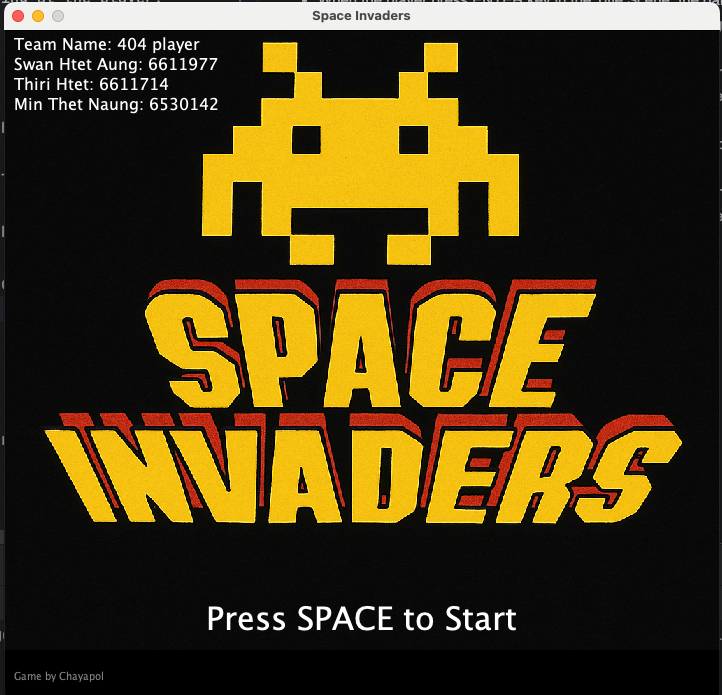 Space Invaders
Team Name: 404 player
Swan Htet Aung: 6611977
Thiri Htet: 6611714
Min Thet Naung: 6530142
SPACE
INVADERS
Press SPACE to Start
Game by Chayapol